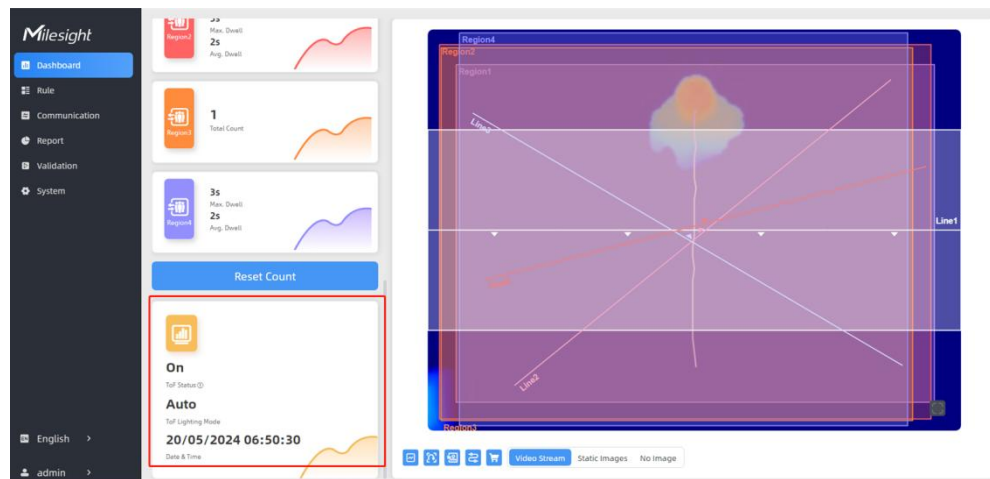 Milesight
Dashboard
Rule
Communication
Report
Validation
System
English
admin
Region2
3s
Max. Dwell
2s
Avg. Dwell
Region3
1
Total Count
Region4
3s
Max. Dwell
2s
Avg. Dwell
Reset Count
On
ToF Status
Auto
ToF Lighting Mode
20/05/2024 06:50:30
Date & Time
Region4
Region2
Region1
Line3
Line1
Line2
Region3
Video Stream
Static Images
No Image